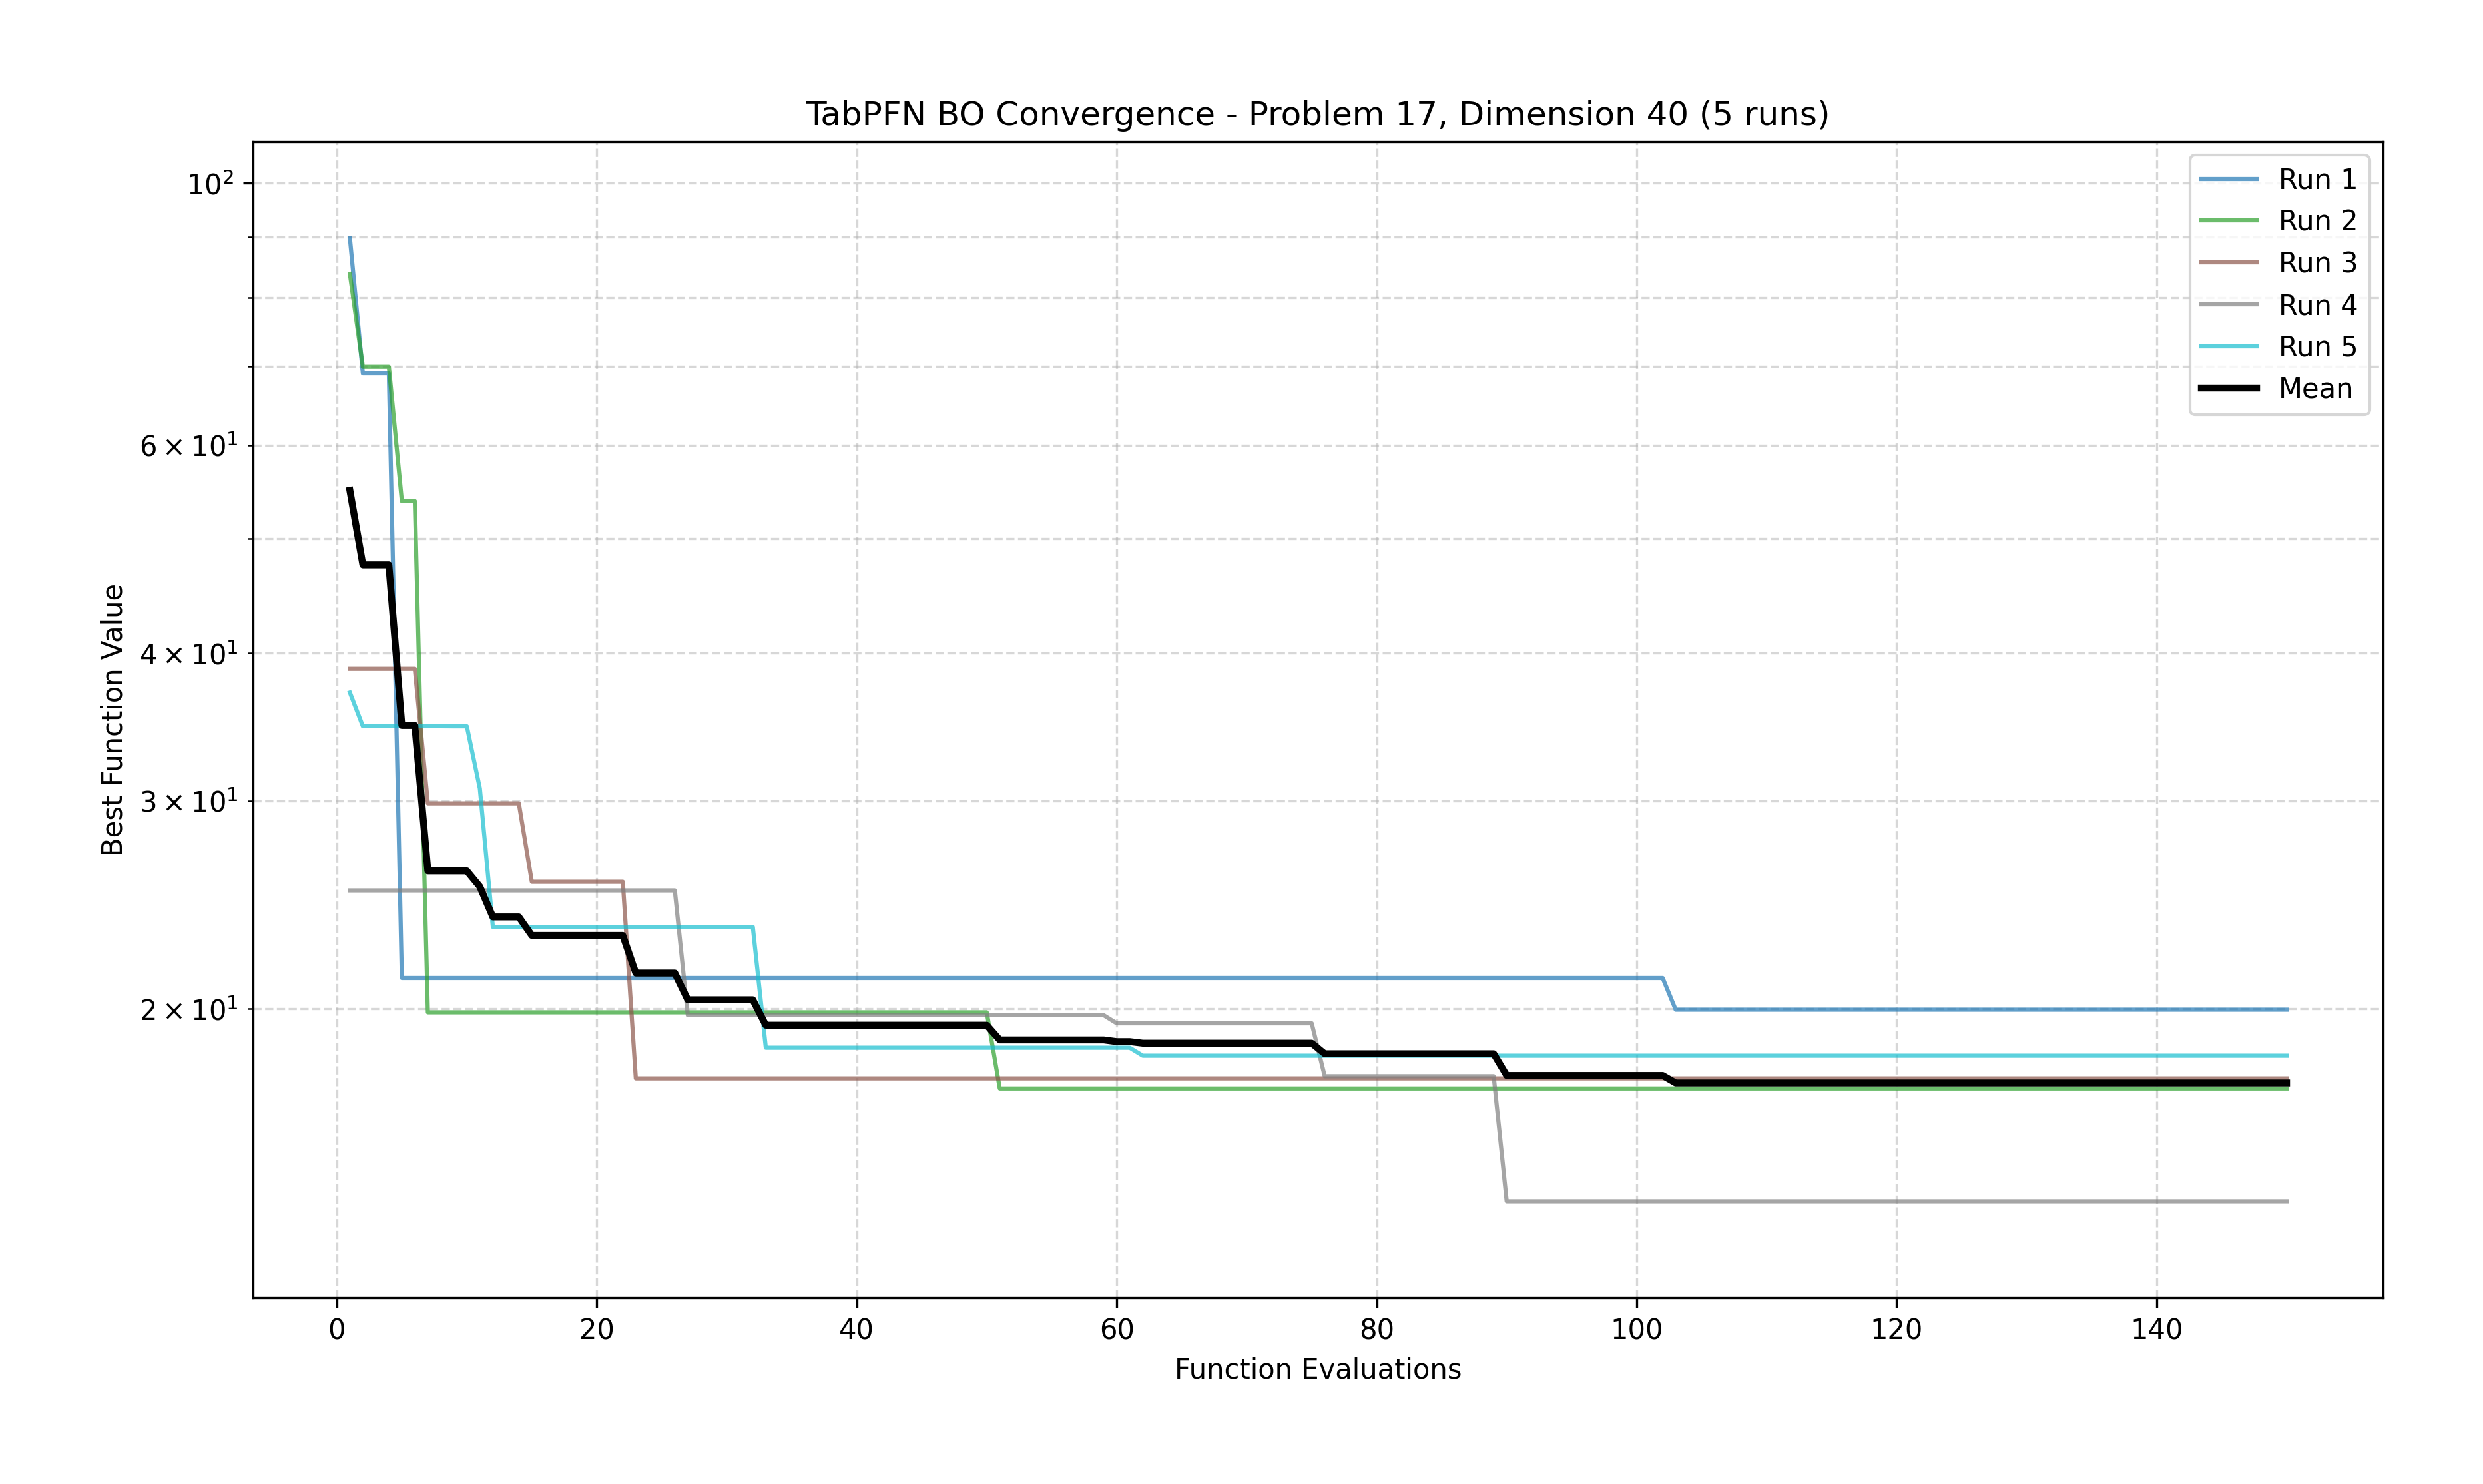 TabPFN BO Convergence - Problem 17, Dimension 40 (5 runs)
10²
6 × 10¹
4 × 10¹
3 × 10¹
2 × 10¹
Best Function Value
Run 1
Run 2
Run 3
Run 4
Run 5
Mean
0 20 40 60 80 100 120 140
Function Evaluations